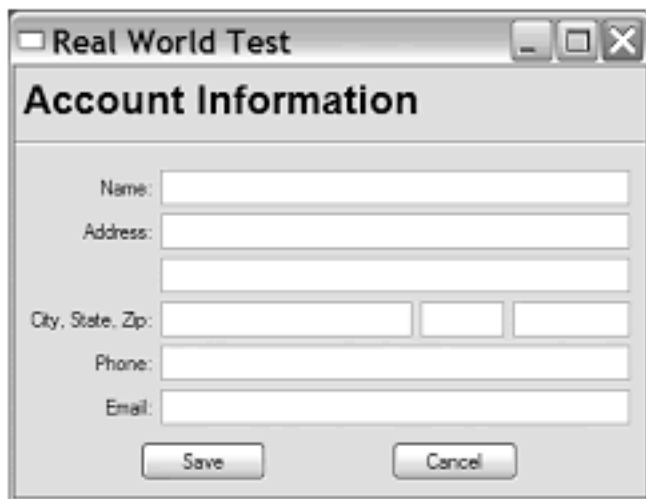 Real World Test
Account Information
Name:
Address:
City, State, Zip:
Phone:
Email:
Save Cancel